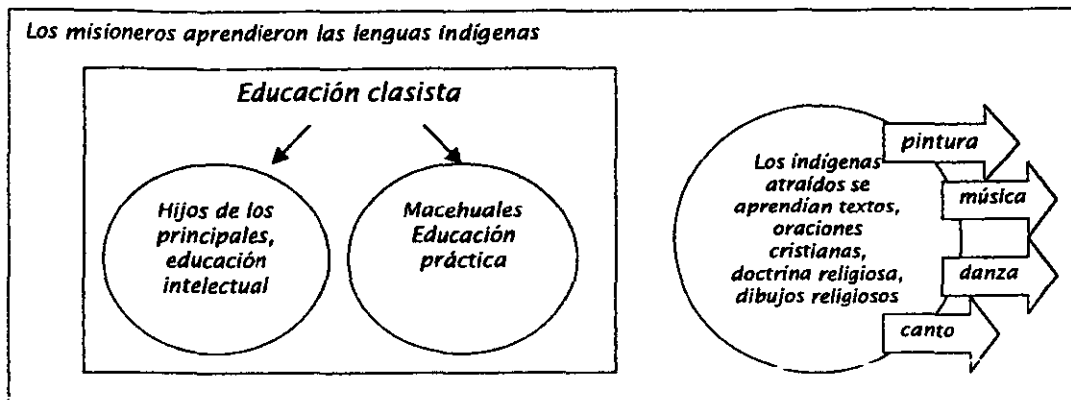 Los misioneros aprendieron las lenguas indígenas
Educación clasista
Hijos de los
principales,
educación
intelectual
Macehuales
Educación
práctica
Los indígenas
atraídos se
aprendían textos,
oraciones
cristianas,
doctrina religiosa,
dibujos religiosos
pintura
música
danza
canto